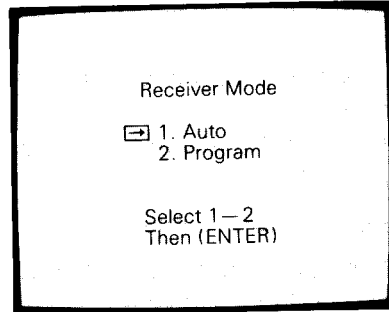 Receiver Mode
1. Auto
2. Program
Select 1—2
Then (ENTER)